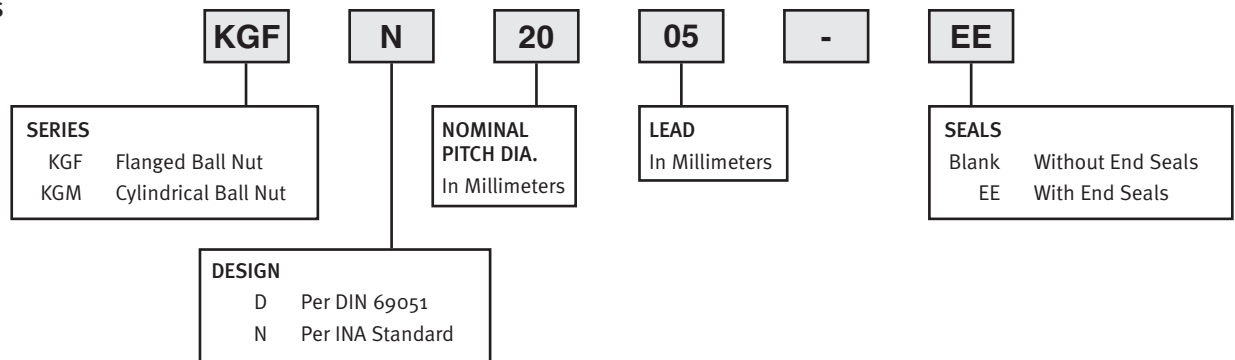 KGF N 20 05 - EE
SERIES
KGF Flanged Ball Nut
KGM Cylindrical Ball Nut
NOMINAL
PITCH DIA.
In Millimeters
LEAD
In Millimeters
SEALS
Blank Without End Seals
EE With End Seals
DESIGN
D Per DIN 69051
N Per INA Standard